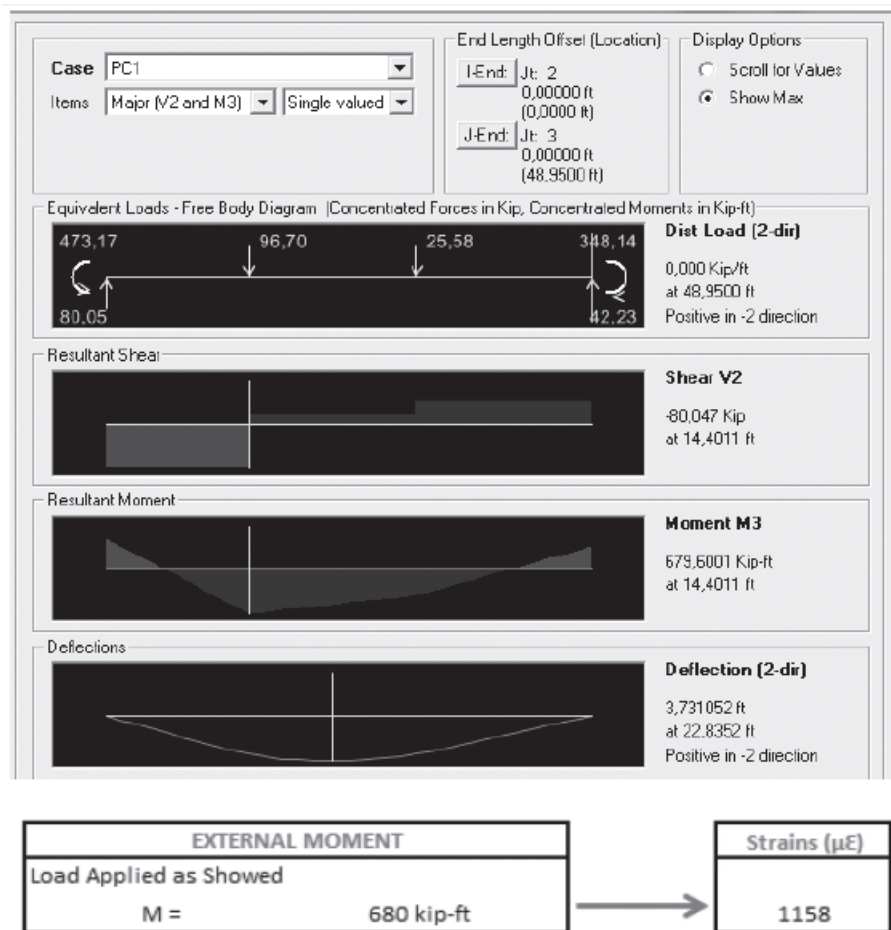 Case PC1
Items Major (V2 and M3) Single valued
End Length Offset (Location)
I-End: Jt: 2
0,00000 ft
(0,0000 ft)
J-End: Jt: 3
0,00000 ft
(48.9500 ft)
Display Options
Scroll for Values
Show Max
Equivalent Loads - Free Body Diagram (Concentrated Forces in Kip, Concentrated Moments in Kip-ft)
473,17 96,70 25,58 348,14
80,05 42,23
Dist Load (2-dir)
0,000 Kip/ft
at 48,9500 ft
Positive in -2 direction
Resultant Shear
Shear V2
-80,047 Kip
at 14,4011 ft
Resultant Moment
Moment M3
679,6001 Kip-ft
at 14,4011 ft
Deflections
Deflection (2-dir)
3,731052 ft
at 22.8352 ft
Positive in -2 direction
EXTERNAL MOMENT
Load Applied as Showed
M = 680 kip-ft
Strains (µƐ)
1158